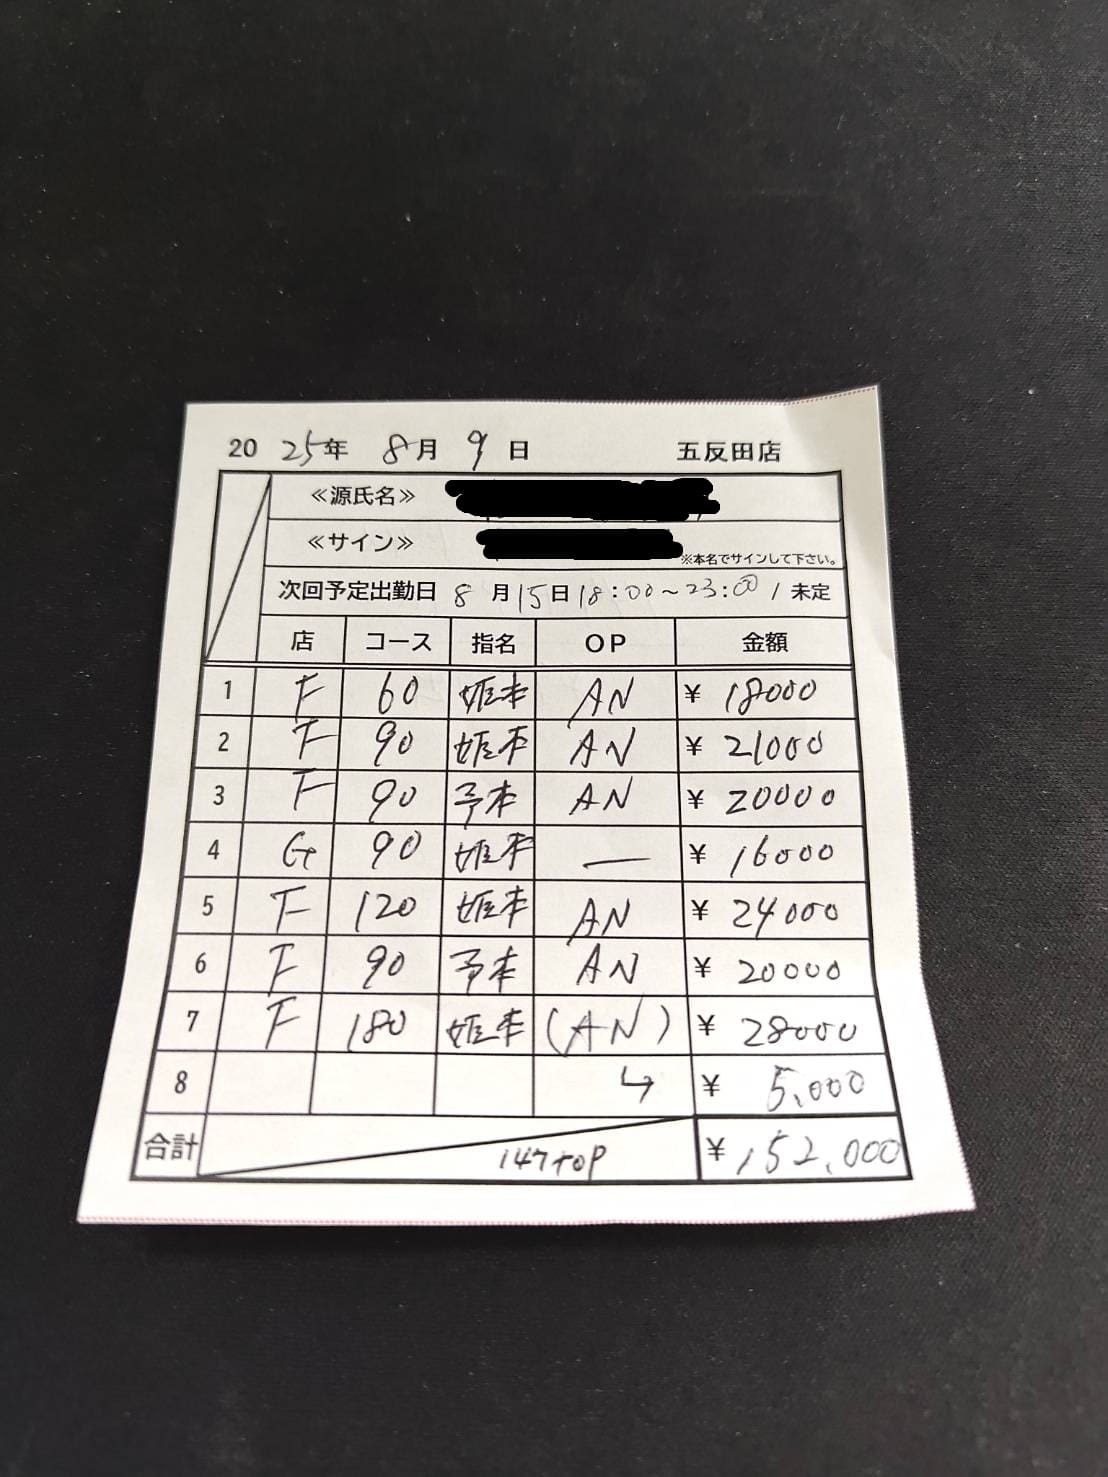 2025年 8月 9日 五反田店
≪源氏名≫
≪サイン≫ ※本名でサインして下さい。
次回予定出勤日 8月15日 18:00～23:00 / 未定
店 コース 指名 OP 金額
1 F 60 姫本 AN ¥18000
2 F 90 姫本 AN ¥21000
3 F 90 予本 AN ¥20000
4 G 90 姫本 — ¥16000
5 F 120 姫本 AN ¥24000
6 F 90 予本 AN ¥20000
7 F 180 姫本 (AN) ¥28000
8 ↳ ¥5,000
合計 147+OP ¥152,000